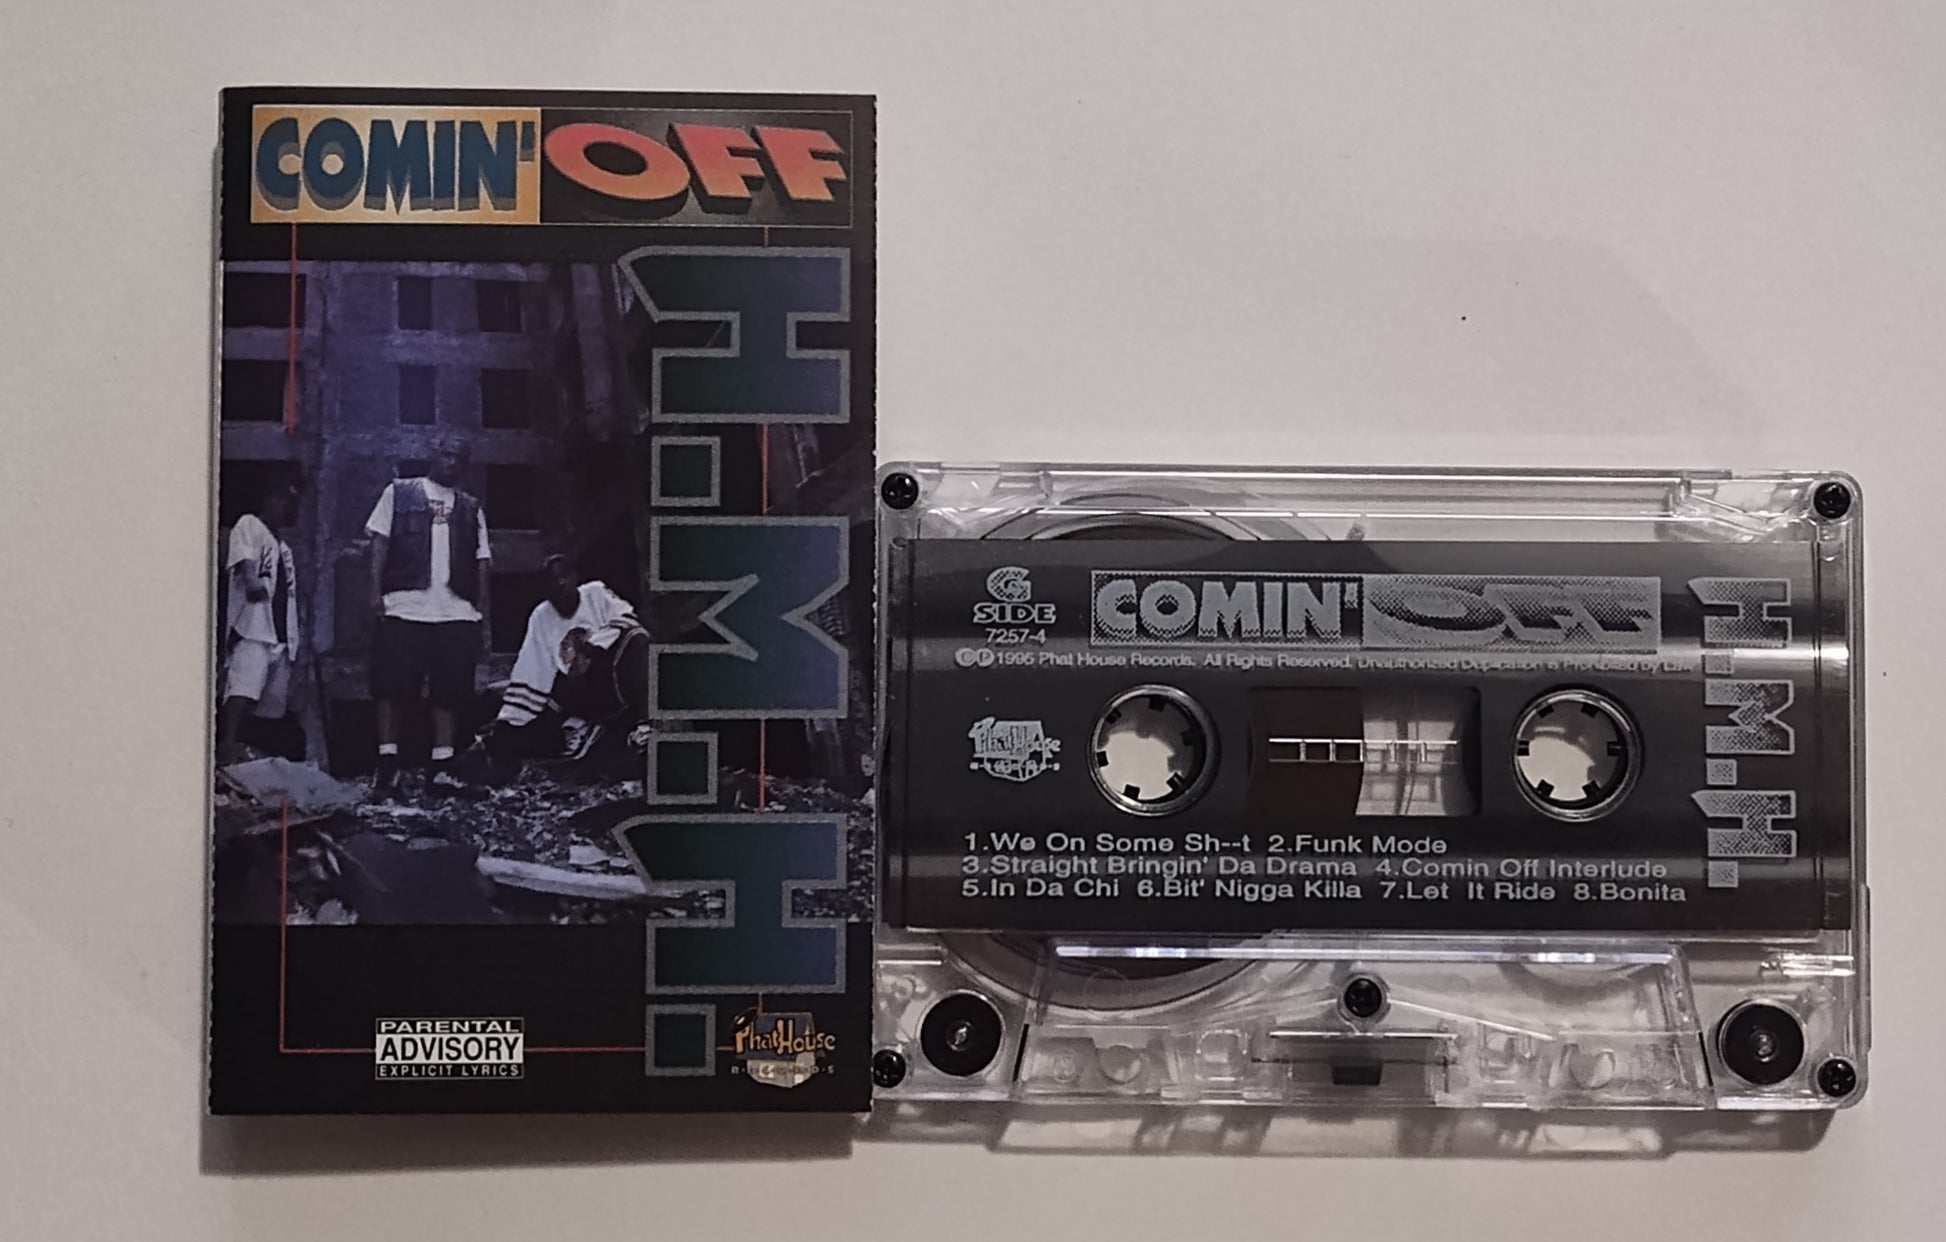 COMIN' OFF
H.M.H.
PARENTAL
ADVISORY
EXPLICIT LYRICS
PhatHouse
R·E·C·O·R·D·S
G
SIDE
7257-4
COMIN' OFF
H.M.H.
©℗1995 Phat House Records. All Rights Reserved. Unauthorized Duplication is Prohibited by Law
PhatHouse
R·E·C·O·R·D·S
1.We On Some Sh--t 2.Funk Mode
3.Straight Bringin' Da Drama 4.Comin Off Interlude
5.In Da Chi 6.Bit' Nigga Killa 7.Let It Ride 8.Bonita